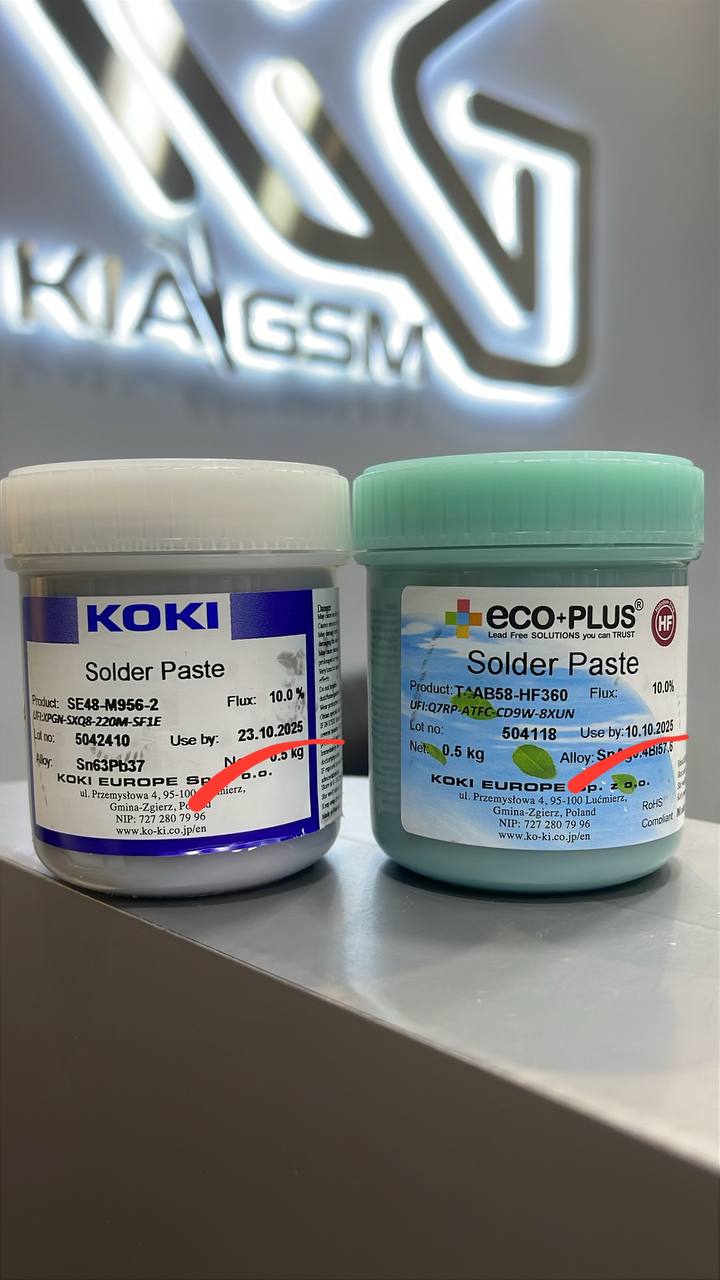 KIA GSM
KOKI
Solder Paste
Product: SE48-M956-2
Flux: 10.0 %
UFI:XPGN-SXQ8-220M-SF1E
Lot no: 5042410
Use by: 23.10.2025
Alloy: Sn63Pb37
0.5 kg
KOKI EUROPE o.o.
ul. Przemysłowa 4, 95-100
Gmina-Zgierz,
NIP: 727 280 79 96
www.ko-ki.co.jp/en
eco+PLUS®
Lead Free SOLUTIONS you can TRUST
HF
Solder Paste
Product: AB58-HF360
Flux: 10.0%
UFI:Q7RP-ATFC-CD9W-8XUN
Lot no: 504118
Use by: 10.10.2025
Net: 0.5 kg
Alloy:
KOKI EUROPE Sp. z o.o.
ul. Przemysłowa 4, 95-100 Lućmierz,
Gmina-Zgierz, Poland
NIP: 727 280 79 96
www.ko-ki.co.jp/en
RoHS
Compliant